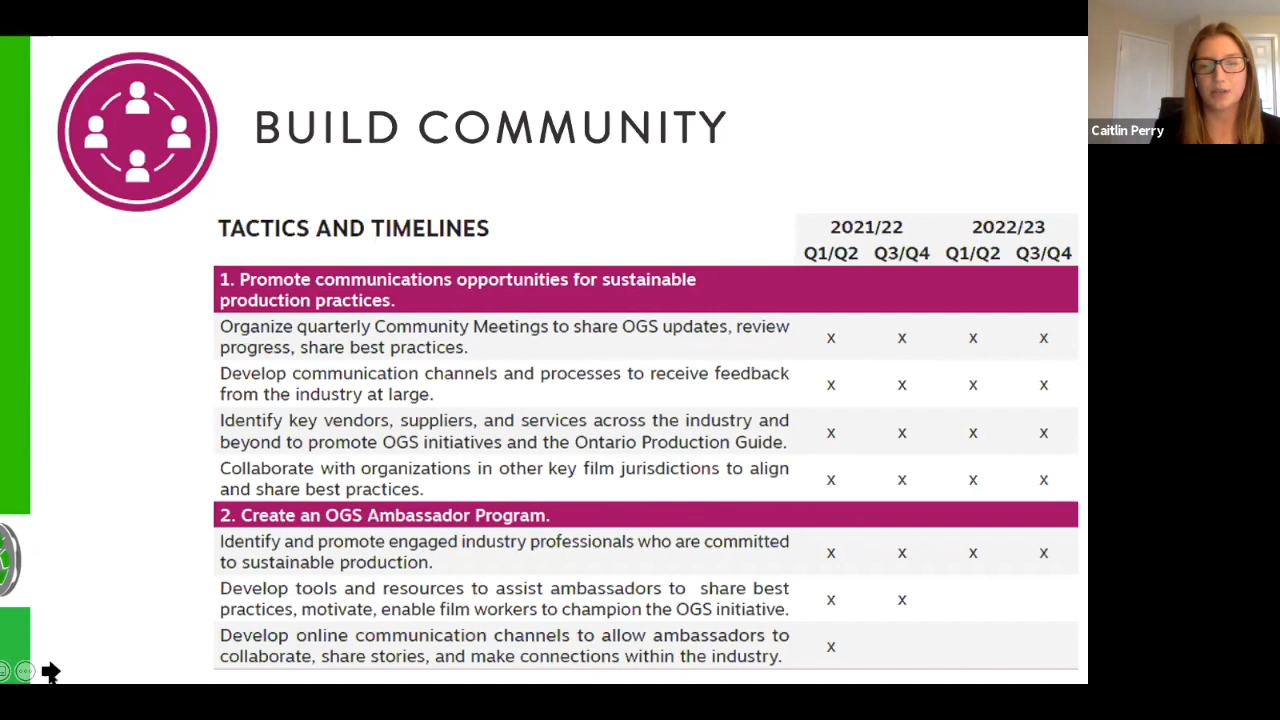 BUILD COMMUNITY
Caitlin Perry
TACTICS AND TIMELINES
2021/22 2022/23
Q1/Q2 Q3/Q4 Q1/Q2 Q3/Q4
1. Promote communications opportunities for sustainable
production practices.
Organize quarterly Community Meetings to share OGS updates, review
progress, share best practices.
x x x x
Develop communication channels and processes to receive feedback
from the industry at large.
x x x x
Identify key vendors, suppliers, and services across the industry and
beyond to promote OGS initiatives and the Ontario Production Guide.
x x x x
Collaborate with organizations in other key film jurisdictions to align
and share best practices.
x x x x
2. Create an OGS Ambassador Program.
Identify and promote engaged industry professionals who are committed
to sustainable production.
x x x x
Develop tools and resources to assist ambassadors to share best
practices, motivate, enable film workers to champion the OGS initiative.
x x
Develop online communication channels to allow ambassadors to
collaborate, share stories, and make connections within the industry.
x